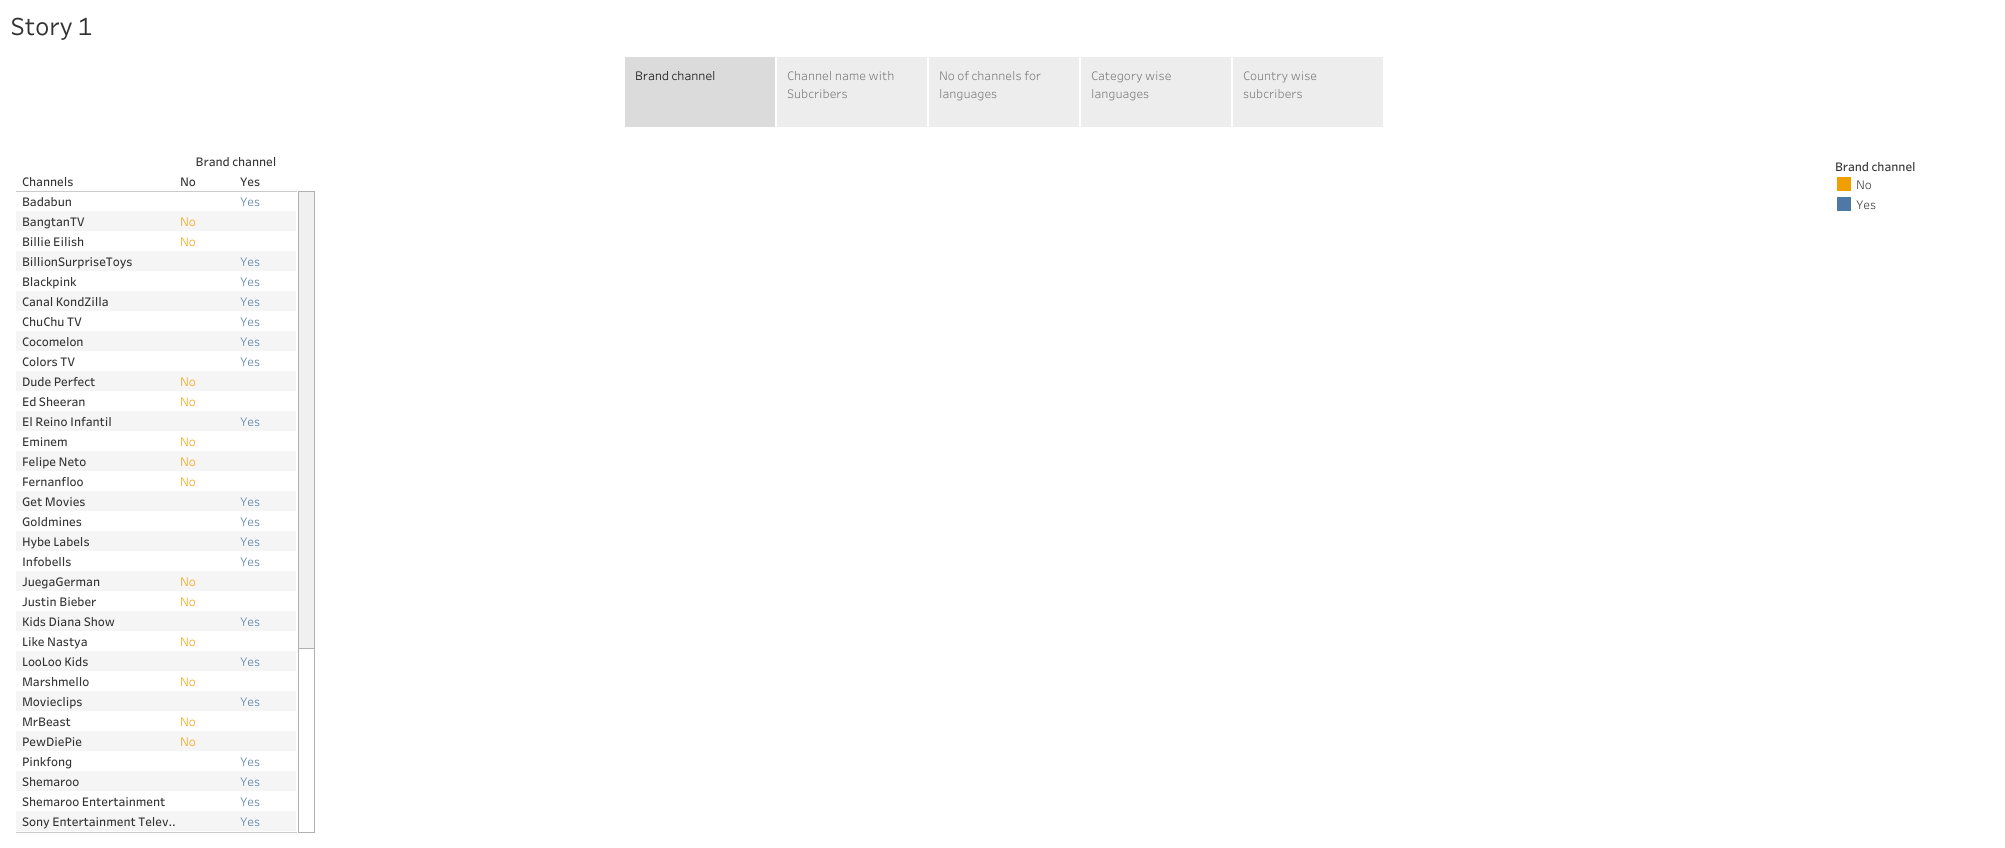 Story 1
Brand channel
Channel name with
Subcribers
No of channels for
languages
Category wise
languages
Country wise
subcribers
Brand channel
Channels No Yes
Badabun Yes
BangtanTV No
Billie Eilish No
BillionSurpriseToys Yes
Blackpink Yes
Canal KondZilla Yes
ChuChu TV Yes
Cocomelon Yes
Colors TV Yes
Dude Perfect No
Ed Sheeran No
El Reino Infantil Yes
Eminem No
Felipe Neto No
Fernanfloo No
Get Movies Yes
Goldmines Yes
Hybe Labels Yes
Infobells Yes
JuegaGerman No
Justin Bieber No
Kids Diana Show Yes
Like Nastya No
LooLoo Kids Yes
Marshmello No
Movieclips Yes
MrBeast No
PewDiePie No
Pinkfong Yes
Shemaroo Yes
Shemaroo Entertainment Yes
Sony Entertainment Telev.. Yes
Brand channel
No
Yes